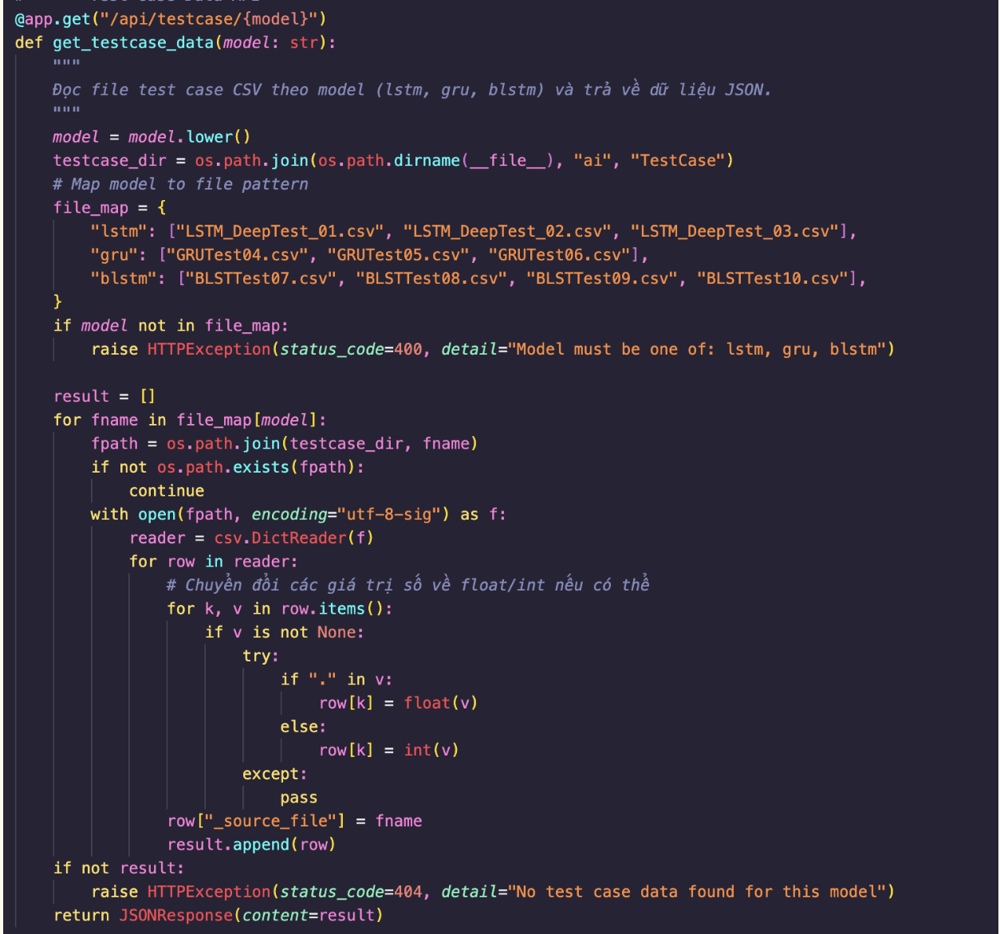 @app.get("/api/testcase/{model}")
def get_testcase_data(model: str):
    """
    Đọc file test case CSV theo model (lstm, gru, blstm) và trả về dữ liệu JSON.
    """
    model = model.lower()
    testcase_dir = os.path.join(os.path.dirname(__file__), "ai", "TestCase")
    # Map model to file pattern
    file_map = {
        "lstm": ["LSTM_DeepTest_01.csv", "LSTM_DeepTest_02.csv", "LSTM_DeepTest_03.csv"],
        "gru": ["GRUTest04.csv", "GRUTest05.csv", "GRUTest06.csv"],
        "blstm": ["BLSTTest07.csv", "BLSTTest08.csv", "BLSTTest09.csv", "BLSTTest10.csv"],
    }
    if model not in file_map:
        raise HTTPException(status_code=400, detail="Model must be one of: lstm, gru, blstm")

    result = []
    for fname in file_map[model]:
        fpath = os.path.join(testcase_dir, fname)
        if not os.path.exists(fpath):
            continue
        with open(fpath, encoding="utf-8-sig") as f:
            reader = csv.DictReader(f)
            for row in reader:
                # Chuyển đổi các giá trị số về float/int nếu có thể
                for k, v in row.items():
                    if v is not None:
                        try:
                            if "." in v:
                                row[k] = float(v)
                            else:
                                row[k] = int(v)
                        except:
                            pass
                row["_source_file"] = fname
                result.append(row)
    if not result:
        raise HTTPException(status_code=404, detail="No test case data found for this model")
    return JSONResponse(content=result)